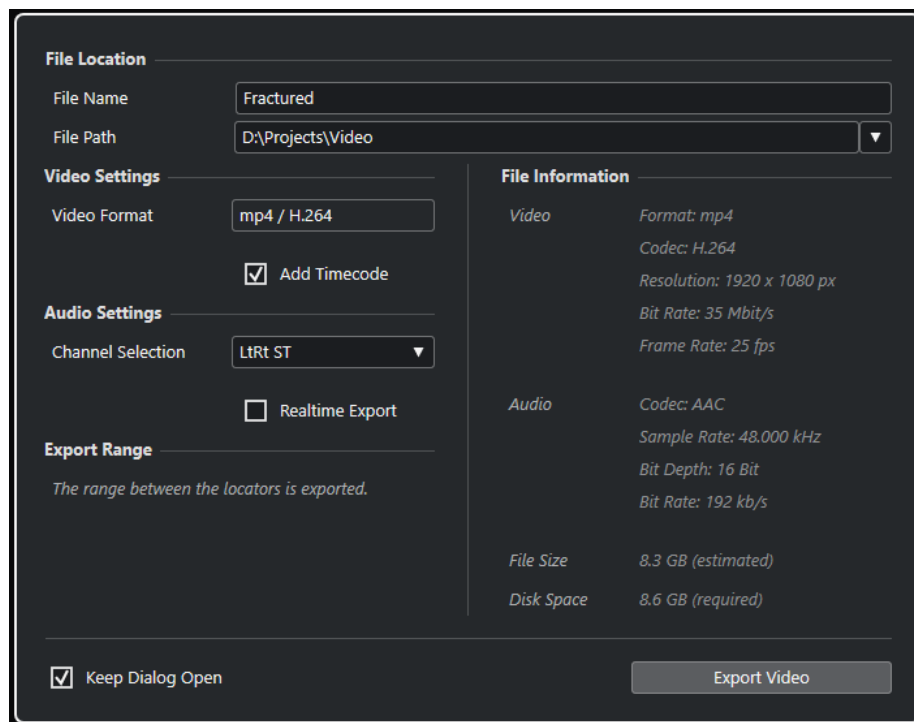 File Location
File Name Fractured
File Path D:\Projects\Video
Video Settings
Video Format mp4 / H.264
Add Timecode
Audio Settings
Channel Selection LtRt ST
Realtime Export
Export Range
The range between the locators is exported.
File Information
Video Format: mp4
Codec: H.264
Resolution: 1920 x 1080 px
Bit Rate: 35 Mbit/s
Frame Rate: 25 fps
Audio Codec: AAC
Sample Rate: 48.000 kHz
Bit Depth: 16 Bit
Bit Rate: 192 kb/s
File Size 8.3 GB (estimated)
Disk Space 8.6 GB (required)
Keep Dialog Open
Export Video